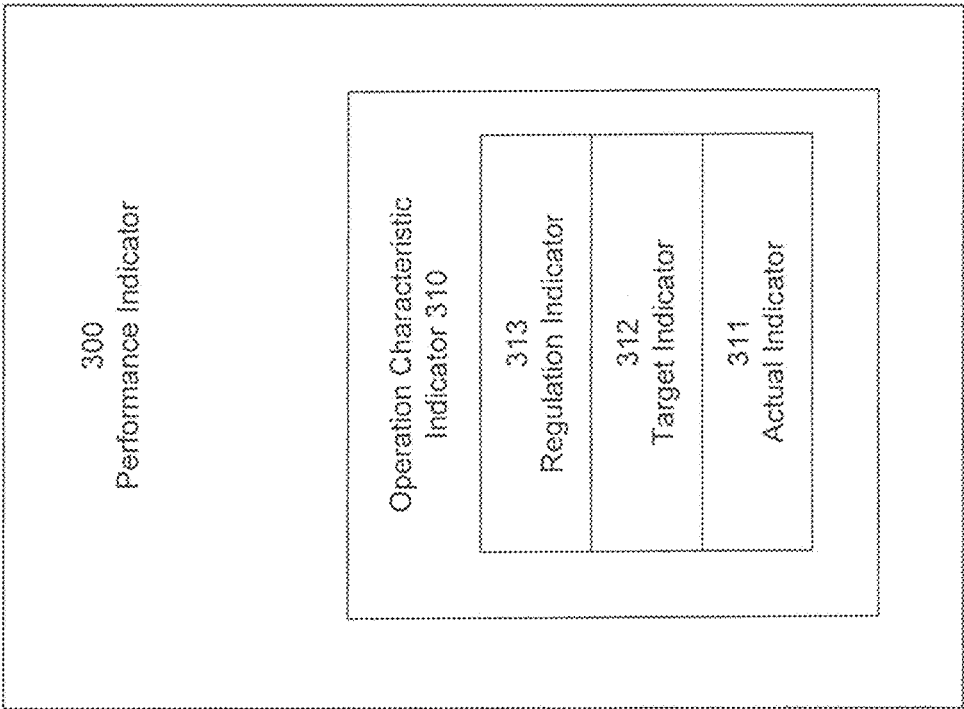 300
Performance Indicator
Operation Characteristic
Indicator 310
313
Regulation Indicator
312
Target Indicator
311
Actual Indicator